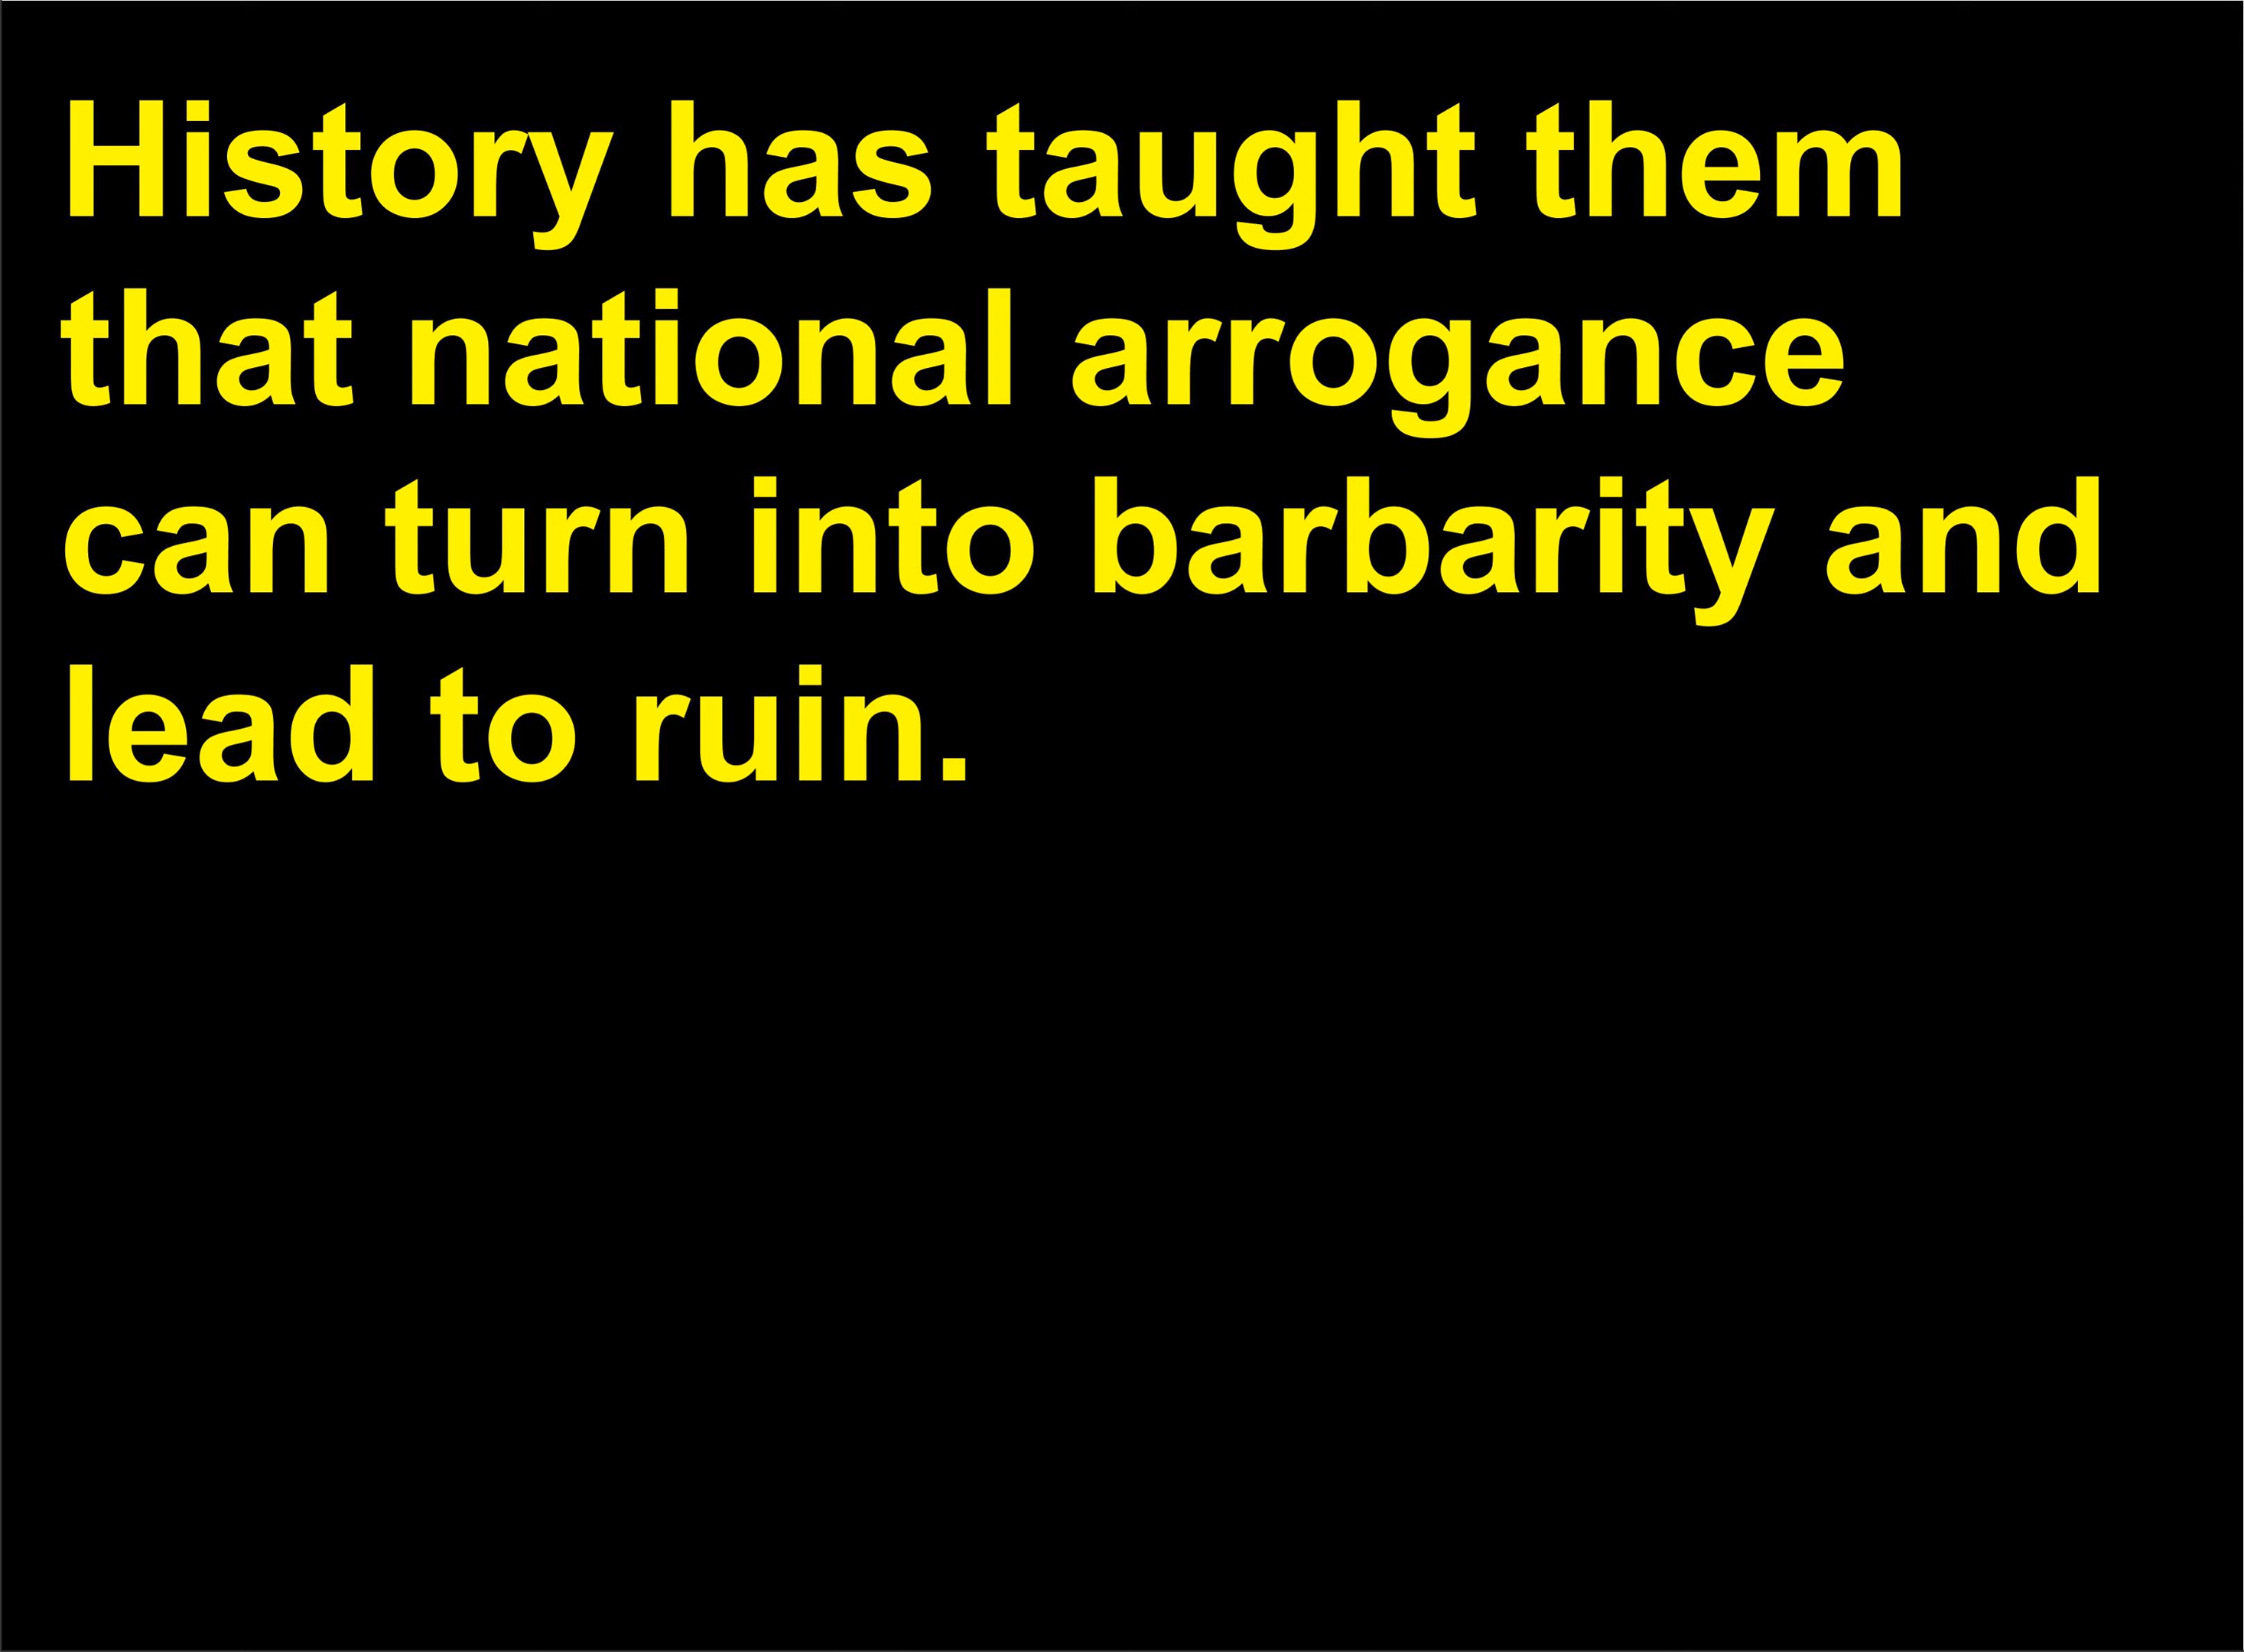 History has taught them
that national arrogance
can turn into barbarity and
lead to ruin.